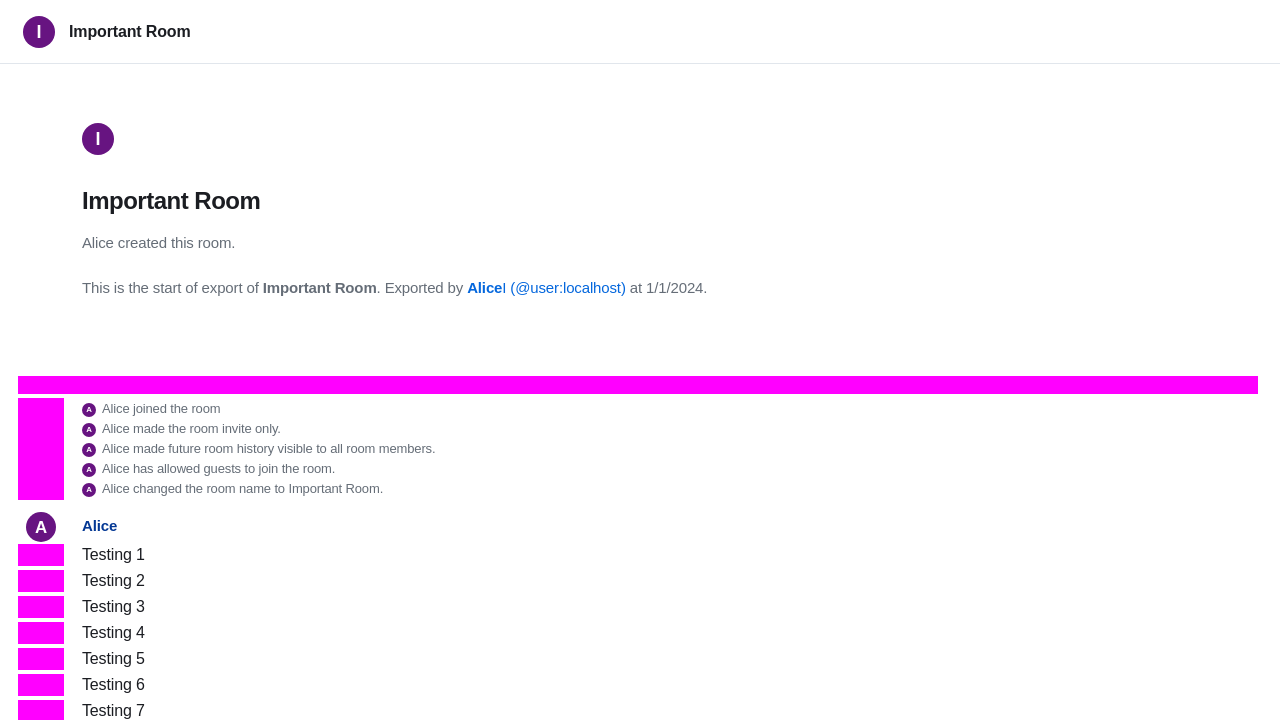 I Important Room
I
Important Room
Alice created this room.
This is the start of export of Important Room. Exported by AliceI (@user:localhost) at 1/1/2024.
A Alice joined the room
A Alice made the room invite only.
A Alice made future room history visible to all room members.
A Alice has allowed guests to join the room.
A Alice changed the room name to Important Room.
A Alice
Testing 1
Testing 2
Testing 3
Testing 4
Testing 5
Testing 6
Testing 7